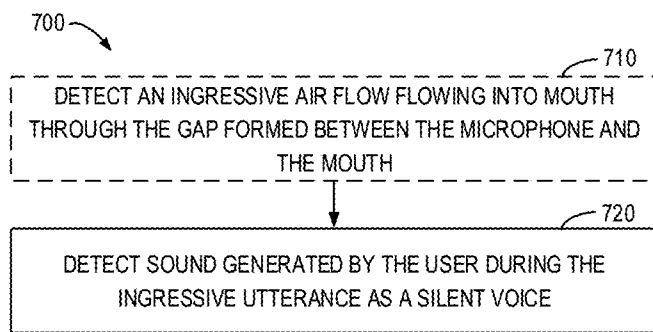 700
710
DETECT AN INGRESSIVE AIR FLOW FLOWING INTO MOUTH
THROUGH THE GAP FORMED BETWEEN THE MICROPHONE AND
THE MOUTH
720
DETECT SOUND GENERATED BY THE USER DURING THE
INGRESSIVE UTTERANCE AS A SILENT VOICE